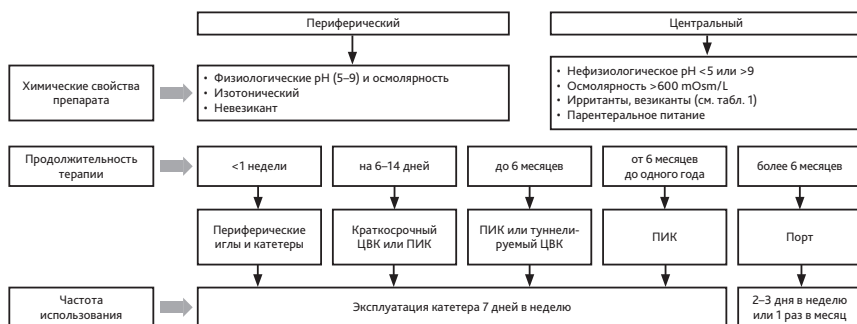 Периферический
Центральный
Химические свойства
препарата
• Физиологические pH (5–9) и осмолярность
• Изотонический
• Невезикант
• Нефизиологическое pH <5 или >9
• Осмолярность >600 mOsm/L
• Ирританты, везиканты (см. табл. 1)
• Парентеральное питание
Продолжительность
терапии
<1 недели
на 6–14 дней
до 6 месяцев
от 6 месяцев
до одного года
более 6 месяцев
Периферические
иглы и катетеры
Краткосрочный
ЦВК или ПИК
ПИК или туннели-
руемый ЦВК
ПИК
Порт
Частота
использования
Эксплуатация катетера 7 дней в неделю
2–3 дня в неделю
или 1 раз в месяц